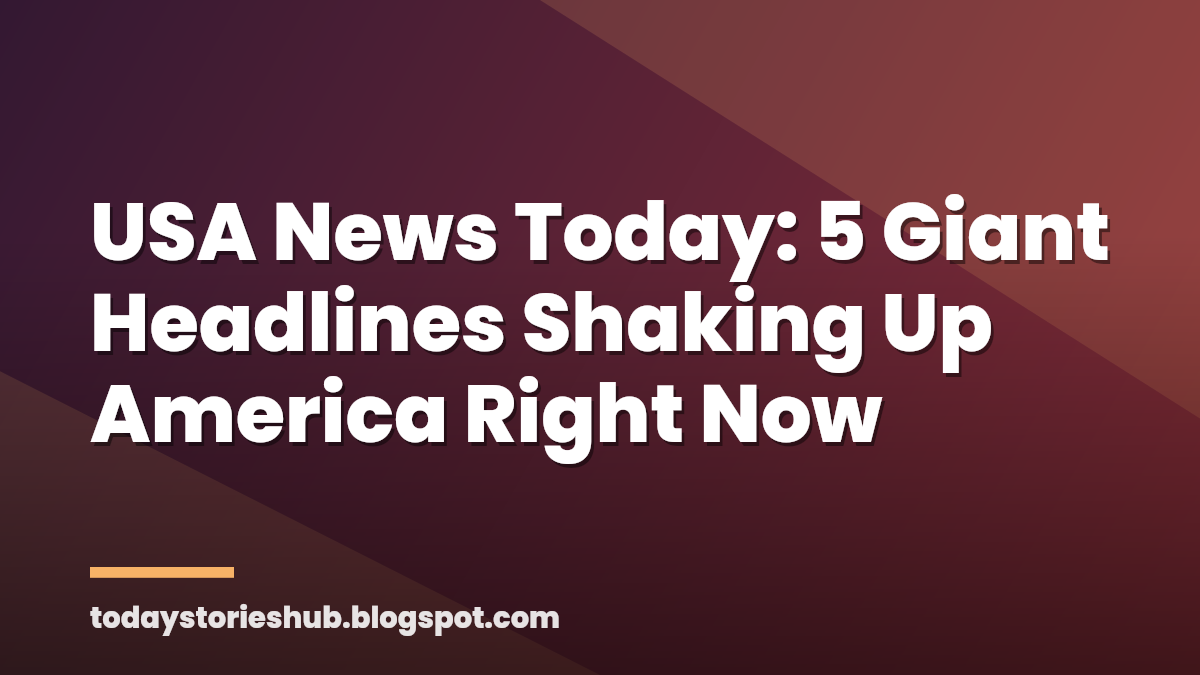 USA News Today: 5 Giant
Headlines Shaking Up
America Right Now
todaystorieshub.blogspot.com